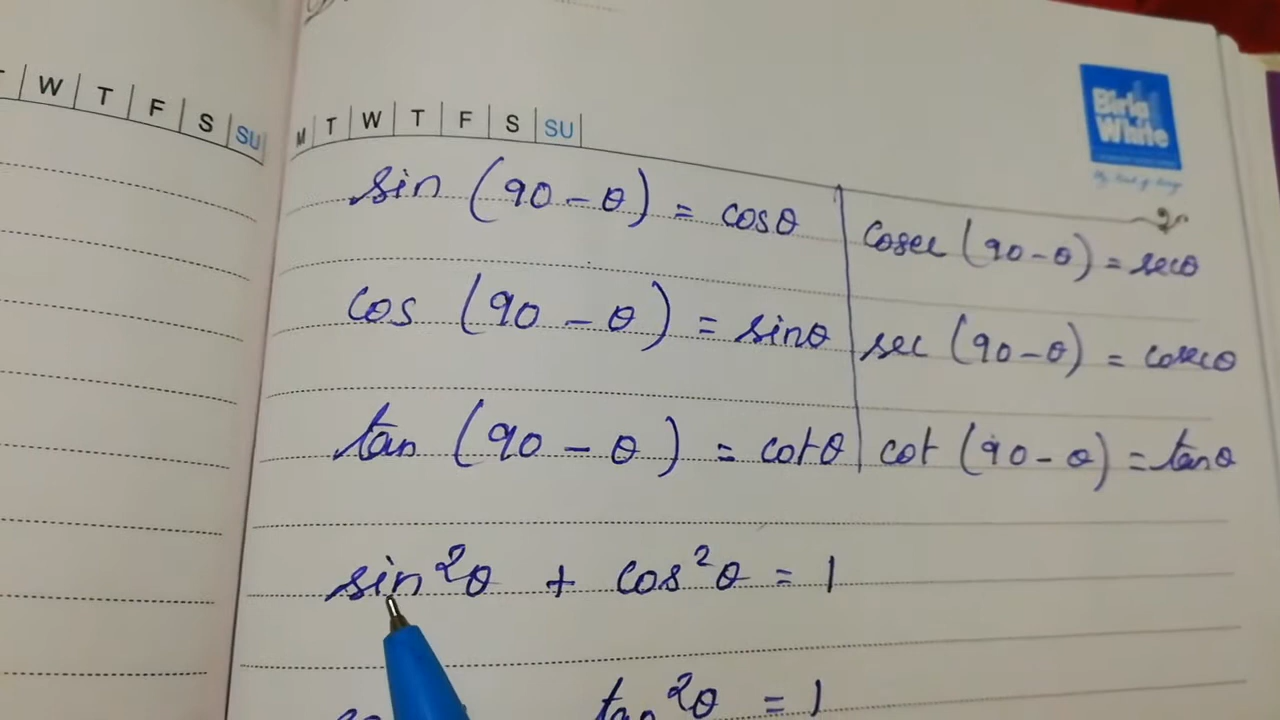 W T F S SU
M T W T F S SU
Birla
White
sin (90 - θ) = cosθ
cosec (90 - θ) = secθ
cos (90 - θ) = sinθ
sec (90 - θ) = cosecθ
tan (90 - θ) = cotθ
cot (90 - θ) = tanθ
sin²θ + cos²θ = 1
tan²θ = 1